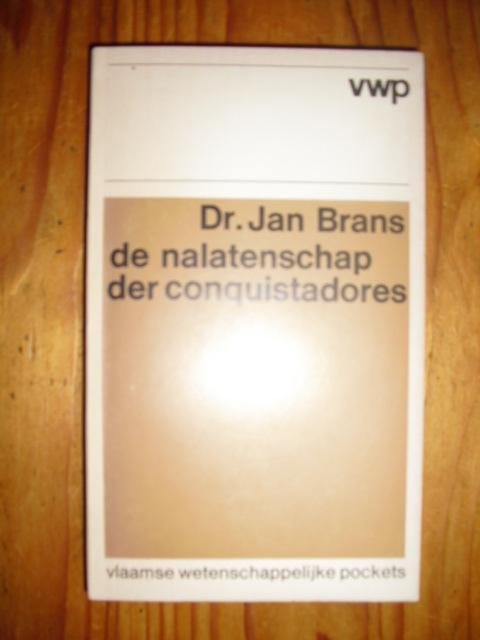 vwp
Dr. Jan Brans
de nalatenschap
der conquistadores
vlaamse wetenschappelijke pockets